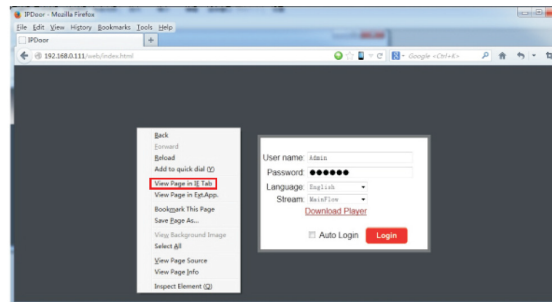 IPDoor - Mozilla Firefox
File Edit View History Bookmarks Tools Help
IPDoor +
192.168.0.111/web/index.html Google <Ctrl+K>
Back
Forward
Reload
Add to quick dial (Y)
View Page in IE Tab
View Page in Ext.App.
Bookmark This Page
Save Page As...
View Background Image
Select All
View Page Source
View Page Info
Inspect Element (Q)
User name: Admin
Password: ●●●●●●
Language: English
Stream: MainFlow
Download Player
Auto Login Login